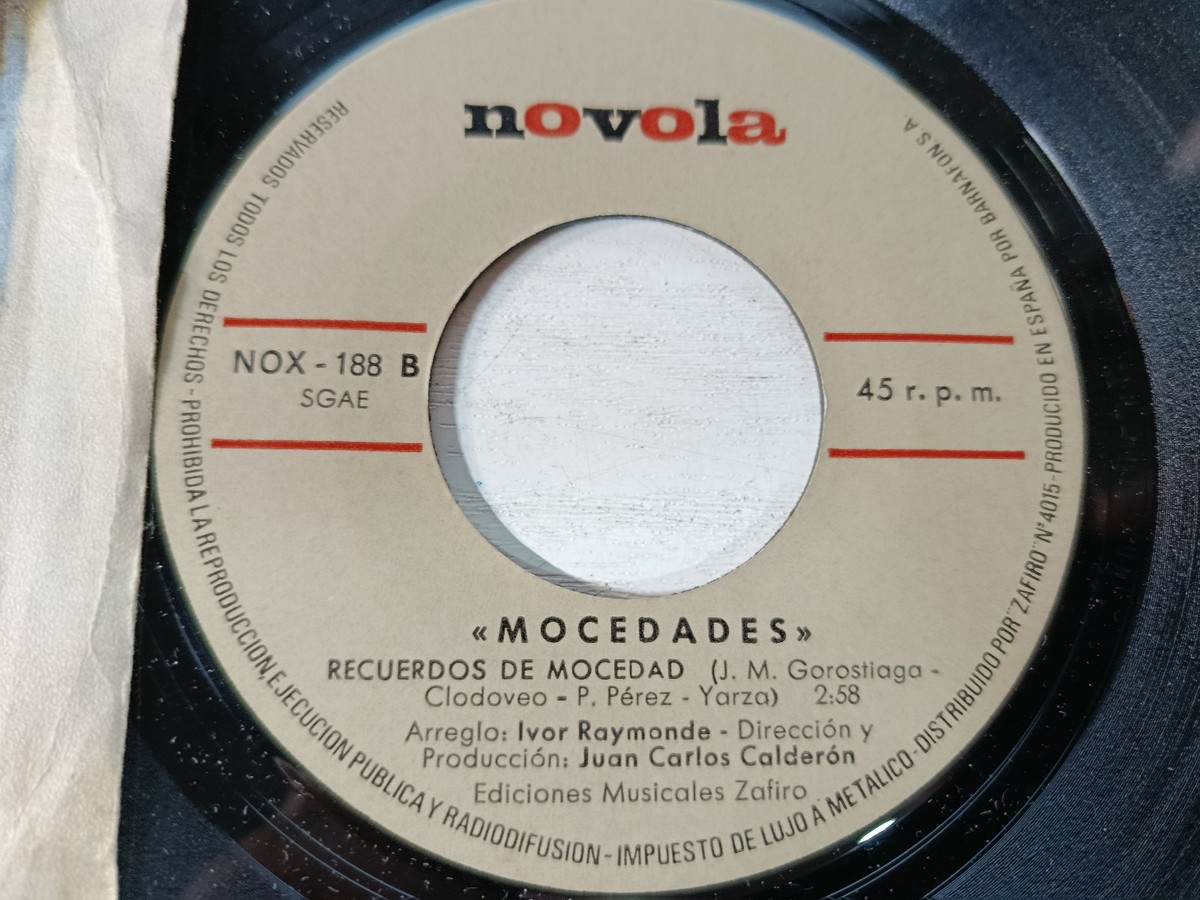 novola
NOX - 188 B
SGAE
45 r. p. m.
«MOCEDADES»
RECUERDOS DE MOCEDAD (J. M. Gorostiaga -
Clodoveo - P. Pérez - Yarza) 2:58
Arreglo: Ivor Raymonde - Dirección y
Producción: Juan Carlos Calderón
Ediciones Musicales Zafiro
RESERVADOS TODOS LOS DERECHOS - PROHIBIDA LA REPRODUCCION, EJECUCION PUBLICA Y RADIODIFUSION - IMPUESTO DE LUJO A METALICO - DISTRIBUIDO POR "ZAFIRO" N° 4015 - PRODUCIDO EN ESPAÑA POR BARNAFON S.A.